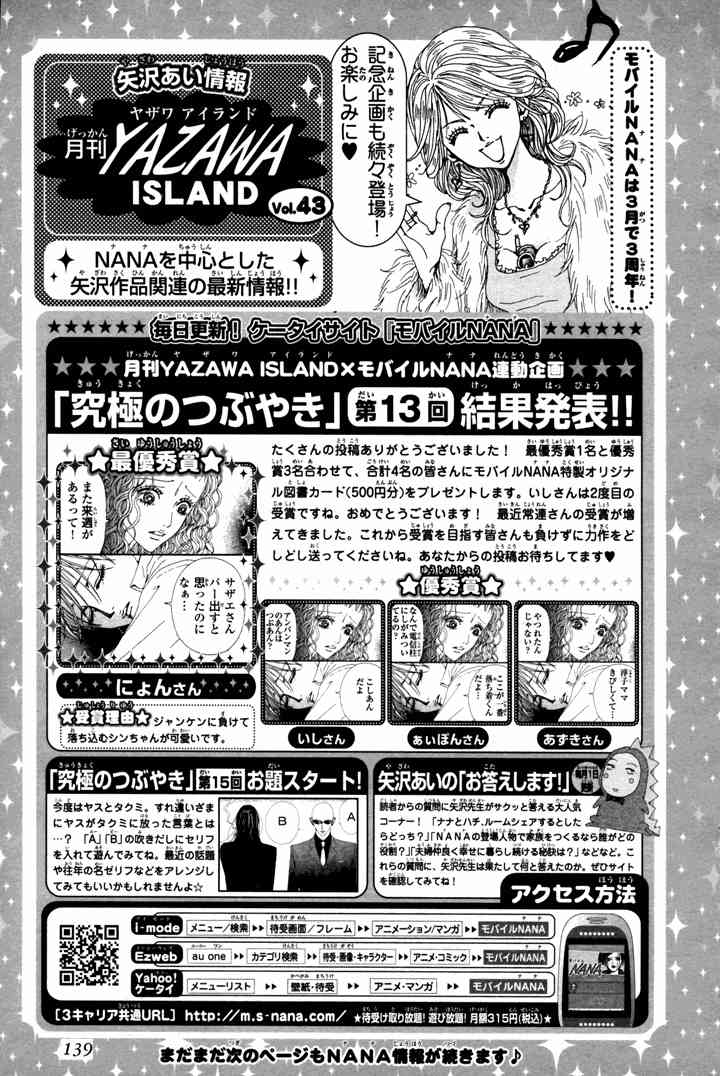 モバイルNANAは3月で3周年!
記念企画も続々登場!
お楽しみに♥
矢沢あい情報
ヤザワ アイランド
月刊 YAZAWA
ISLAND
Vol.43
NANAを中心とした
矢沢作品関連の最新情報!!
★★★★★★毎日更新! ケータイサイト「モバイルNANA」★★★★★★
★★★月刊YAZAWA ISLAND×モバイルNANA連動企画★★★
「究極のつぶやき」第13回 結果発表!!
★最優秀賞★
また来週が
あるって!
サザエさん
パー出すと
思ったのに
なぁ…
にょんさん
★受賞理由★ジャンケンに負けて
落ち込むシンちゃんが可愛いです。
たくさんの投稿ありがとうございました! 最優秀賞1名と優秀
賞3名合わせて、合計4名の皆さんにモバイルNANA特製オリジナ
ル図書カード(500円分)をプレゼントします。いしさんは2度目の
受賞ですね。おめでとうございます! 最近常連さんの受賞が増
えてきました。これから受賞を目指す皆さんも負けずに力作をど
しどし送ってくださいね。あなたからの投稿お待ちしてます♥
★優秀賞★
アンパンマン
のあんは
つぶあん?
こしあん
だよ
いしさん
なんで電信柱
にしがみつい
てるの?
ここが一番
落ち着くん
だよ…
あいぽんさん
やつれたん
じゃない?
淳子ママ
きびしくて…
あずきさん
「究極のつぶやき」第15回お題スタート!
今度はヤスとタクミ。すれ違いざま
にヤスがタクミに放った言葉とは
…? 「A」「B」の吹きだしにセリフ
を入れて遊んでみてね。最近の話題
や往年の名ゼリフなどをアレンジし
てみてもいいかもしれませんよ☆
B
A
矢沢あいの「お答えします!」
毎月1日
更新
読者からの質問に矢沢先生がサクッと答える大人気
コーナー! 「ナナとハチ、ルームシェアするとした
らどっち?」「NANAの登場人物で家族をつくるなら誰がどの
役割?」「夫婦仲良く幸せに暮らし続ける秘訣は?」などなど。こ
れらの質問に、矢沢先生は果たして何と答えたのか。ぜひサイト
を確認してみてね!
アクセス方法
i-mode メニュー/検索▶▶待受画面/フレーム▶▶アニメーション/マンガ▶▶モバイルNANA
Ezweb au one▶▶カテゴリ検索▶▶待受・画像・キャラクター▶▶アニメ・コミック▶▶モバイルNANA
Yahoo!ケータイ メニューリスト▶▶壁紙・待受▶▶アニメ・マンガ▶▶モバイルNANA
NANA
[3キャリア共通URL] http://m.s-nana.com/ ★待受け取り放題! 遊び放題! 月額315円(税込)★
139
まだまだ次のページもNANA情報が続きます♪